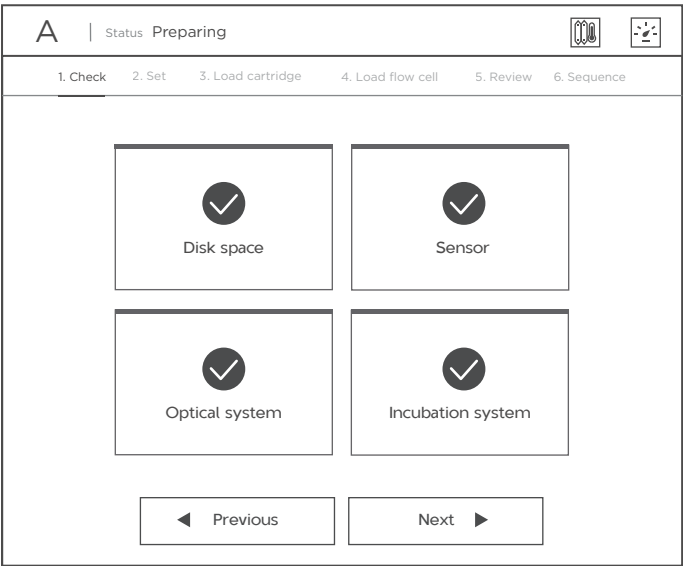 A | Status Preparing
1. Check 2. Set 3. Load cartridge 4. Load flow cell 5. Review 6. Sequence
Disk space Sensor
Optical system Incubation system
Previous Next